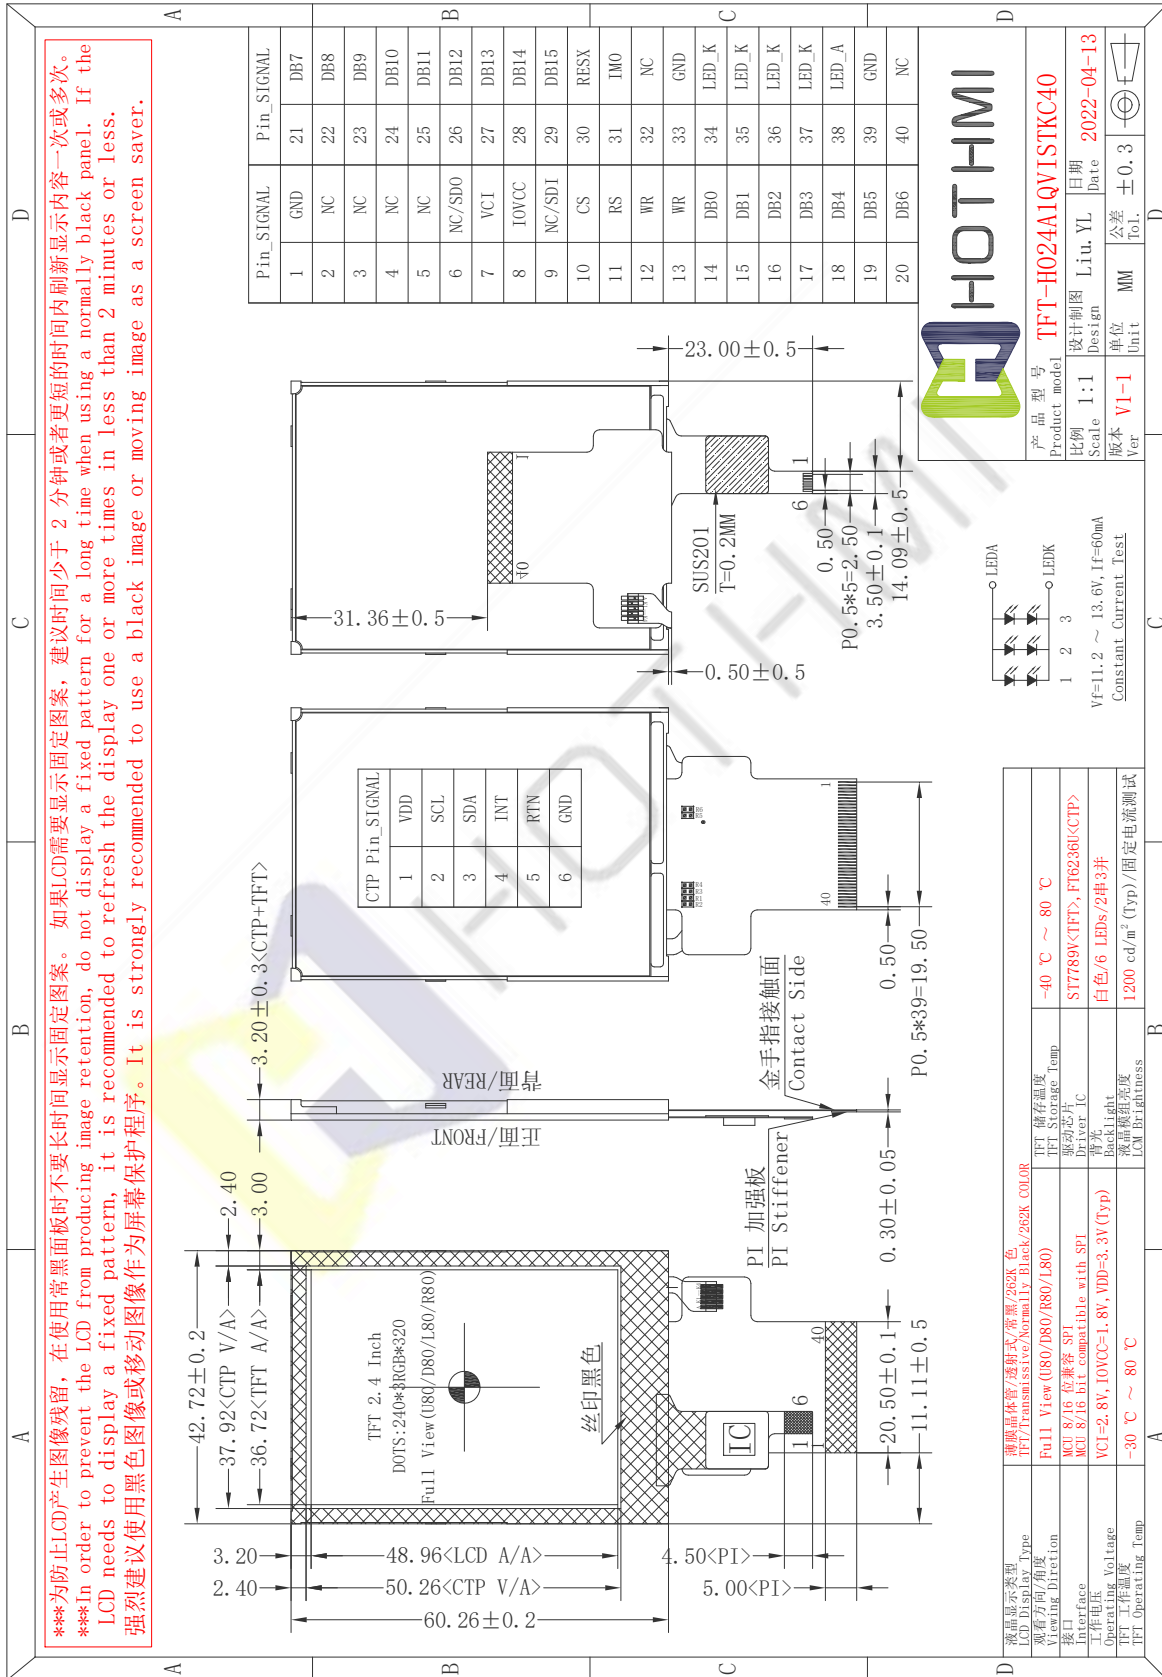 ***为防止LCD产生图像残留，在使用常黑面板时不要长时间显示固定图案。 如果LCD需要显示固定图案，建议时间少于 2 分钟或者更短的时间内刷新显示内容一次或多次。
***In order to prevent the LCD from producing image retention, do not display a fixed pattern for a long time when using a normally black panel. If the
LCD needs to display a fixed pattern, it is recommended to refresh the display one or more times in less than 2 minutes or less.
强烈建议使用黑色图像或移动图像作为屏幕保护程序。It is strongly recommended to use a black image or moving image as a screen saver.
A
B
C
D
42.72±0.2
37.92<CTP V/A>
2.40
36.72<TFT A/A>
3.00
3.20
2.40
48.96<LCD A/A>
50.26<CTP V/A>
60.26±0.2
4.50<PI>
5.00<PI>
TFT 2.4 Inch
DOTS:240*3RGB*320
Full View(U80/D80/L80/R80)
丝印黑色
IC
1
6
1
40
20.50±0.1
11.11±0.5
3.20±0.3<CTP+TFT>
正面/FRONT
背面/REAR
PI 加强板
PI Stiffener
金手指接触面
Contact Side
0.30±0.05
CTP Pin_SIGNAL
1 VDD
2 SCL
3 SDA
4 INT
5 RTN
6 GND
40
1
0.50
P0.5*39=19.50
31.36±0.5
40
1
0.50±0.5
23.00±0.5
SUS201
T=0.2MM
6
1
0.50
P0.5*5=2.50
3.50±0.1
14.09±0.5
Pin_SIGNAL Pin_SIGNAL
1 GND 21 DB7
2 NC 22 DB8
3 NC 23 DB9
4 NC 24 DB10
5 NC 25 DB11
6 NC/SDO 26 DB12
7 VCI 27 DB13
8 IOVCC 28 DB14
9 NC/SDI 29 DB15
10 CS 30 RESX
11 RS 31 IM0
12 WR 32 NC
13 WR 33 GND
14 DB0 34 LED_K
15 DB1 35 LED_K
16 DB2 36 LED_K
17 DB3 37 LED_K
18 DB4 38 LED_A
19 DB5 39 GND
20 DB6 40 NC
LEDA
LEDK
1 2 3
Vf=11.2 ～ 13.6V, If=60mA
Constant Current Test
液晶显示类型
LCD Display Type
薄膜晶体管/透射式/常黑/262K 色
TFT/Transmissive/Normally Black/262K COLOR
观看方向/角度
Viewing Diretion
Full View(U80/D80/R80/L80)
接口
Interface
MCU 8/16 位兼容 SPI
MCU 8/16 bit compatible with SPI
工作电压
Operating Voltage
VCI=2.8V, IOVCC=1.8V, VDD=3.3V(Typ)
TFT 工作温度
TFT Operating Temp
-30 ℃ ～ 80 ℃
TFT 储存温度
TFT Storage Temp
-40 ℃ ～ 80 ℃
驱动芯片
Driver IC
ST7789V<TFT>, FT6236U<CTP>
背光
Backlight
白色/6 LEDs/2串3并
液晶模组亮度
LCM Brightness
1200 cd/m² (Typ)/固定电流测试
HOTHMI
产 品 型 号
Product model
TFT-H024A1QVISTKC40
比例
Scale
1:1
设计制图
Design
Liu.YL
日期
Date
2022-04-13
版本
Ver
V1-1
单位
Unit
MM
公差
Tol.
±0.3
A
B
C
D
A
B
C
D
A
B
C
D
HOTHMI